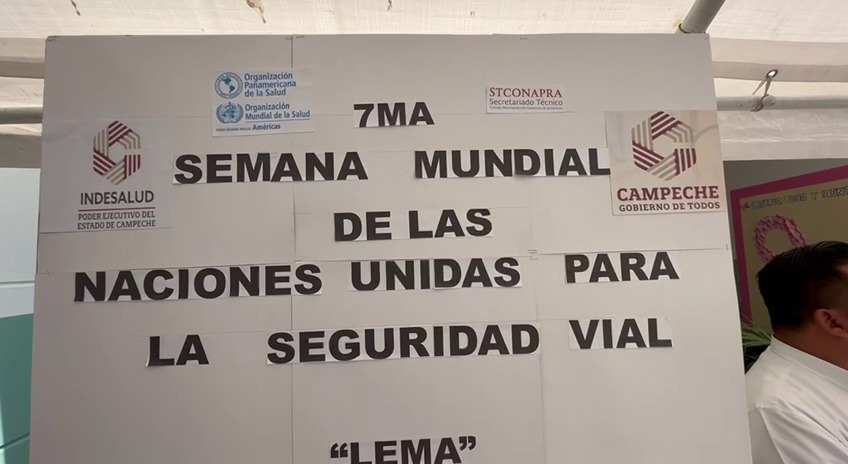 Organización
Panamericana
de la Salud
Organización
Mundial de la Salud
Américas
STCONAPRA
Secretariado Técnico
7MA
SEMANA MUNDIAL
DE LAS
NACIONES UNIDAS PARA
LA SEGURIDAD VIAL
“LEMA”
INDESALUD
PODER EJECUTIVO DEL
ESTADO DE CAMPECHE
CAMPECHE
GOBIERNO DE TODOS